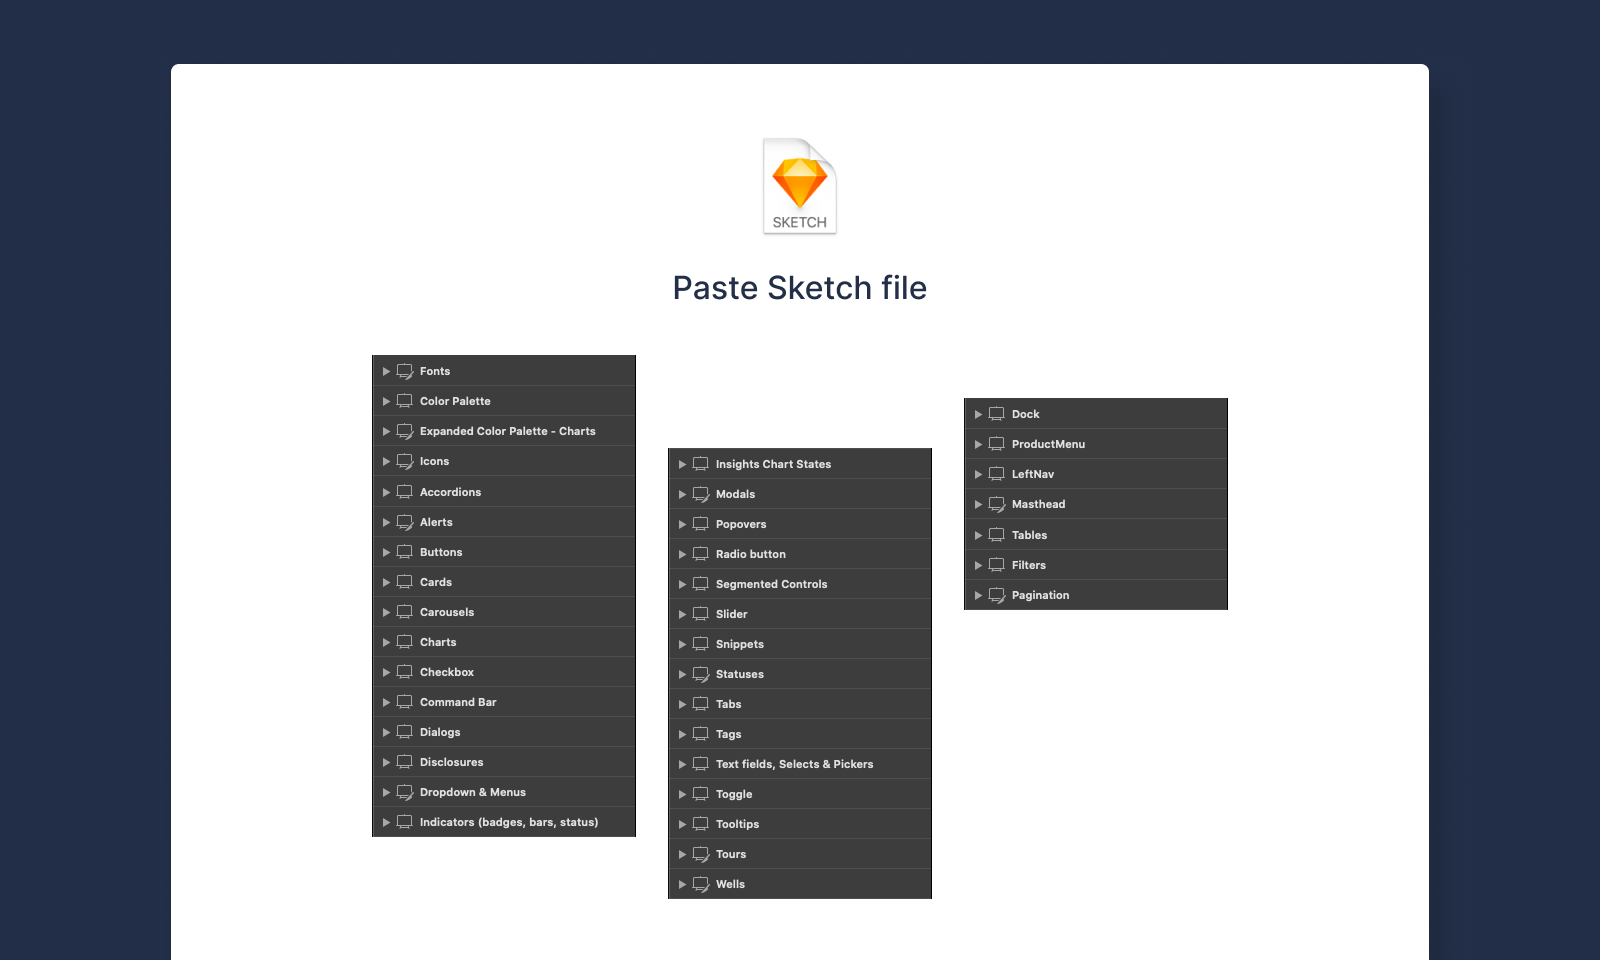 SKETCH
Paste Sketch file
Fonts
Color Palette
Expanded Color Palette - Charts
Icons
Accordions
Alerts
Buttons
Cards
Carousels
Charts
Checkbox
Command Bar
Dialogs
Disclosures
Dropdown & Menus
Indicators (badges, bars, status)
Insights Chart States
Modals
Popovers
Radio button
Segmented Controls
Slider
Snippets
Statuses
Tabs
Tags
Text fields, Selects & Pickers
Toggle
Tooltips
Tours
Wells
Dock
ProductMenu
LeftNav
Masthead
Tables
Filters
Pagination